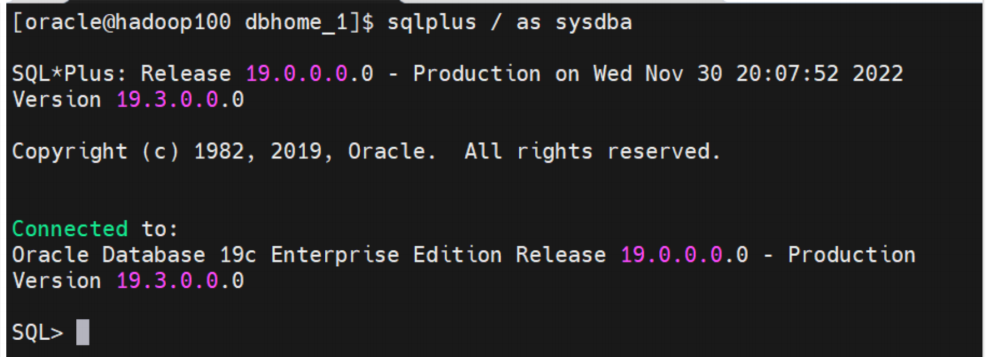 [oracle@hadoop100 dbhome_1]$ sqlplus / as sysdba
SQL*Plus: Release 19.0.0.0.0 - Production on Wed Nov 30 20:07:52 2022
Version 19.3.0.0.0
Copyright (c) 1982, 2019, Oracle.  All rights reserved.
Connected to:
Oracle Database 19c Enterprise Edition Release 19.0.0.0.0 - Production
Version 19.3.0.0.0
SQL>